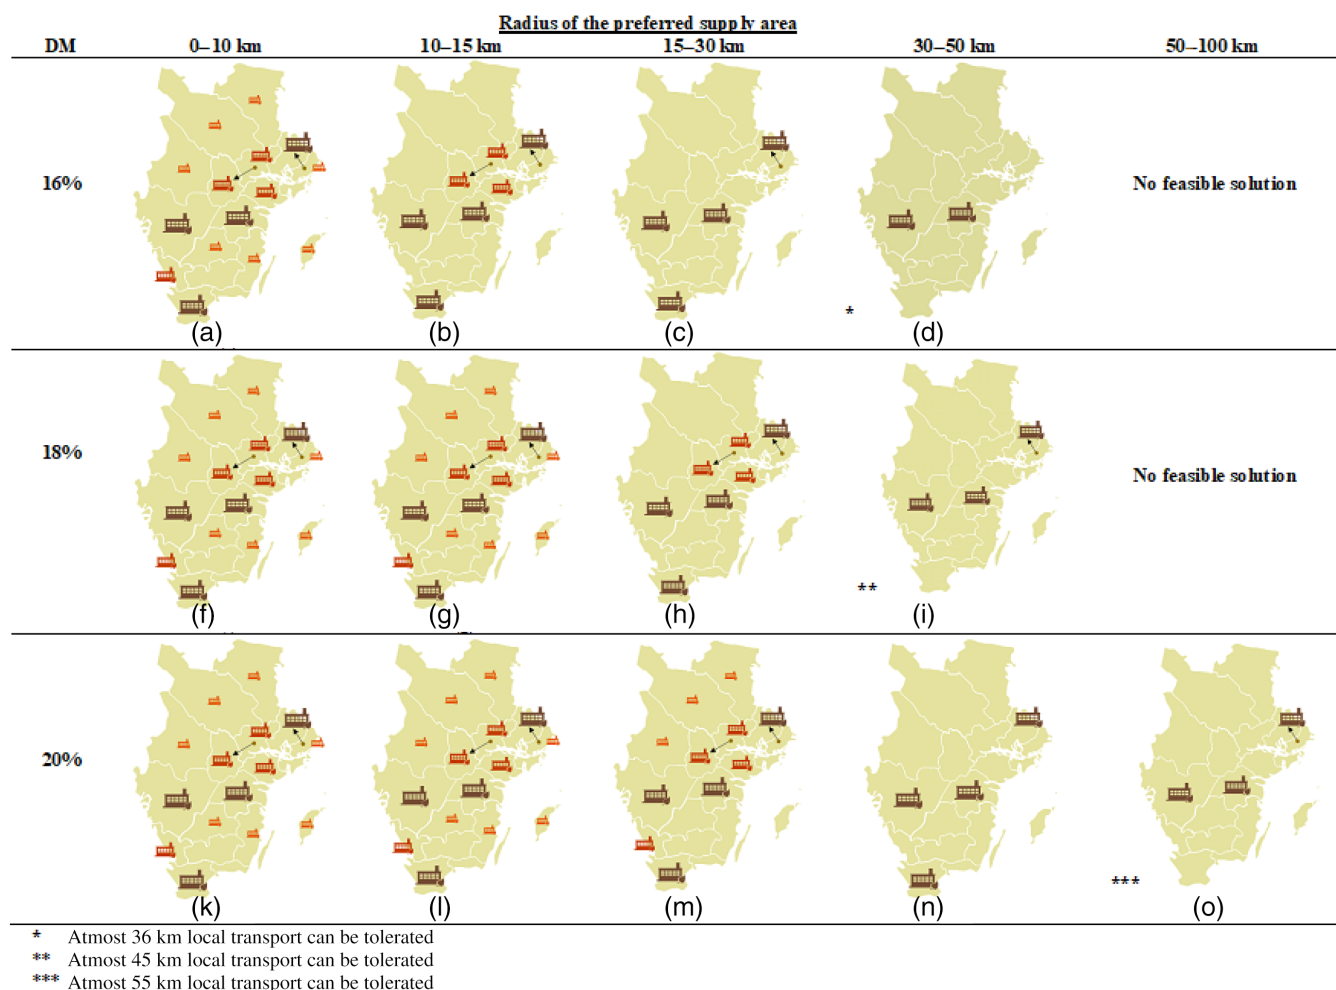 Radius of the preferred supply area
DM 0–10 km 10–15 km 15–30 km 30–50 km 50–100 km
16% No feasible solution
*
(a) (b) (c) (d)
18% No feasible solution
**
(f) (g) (h) (i)
20%
***
(k) (l) (m) (n) (o)
* Atmost 36 km local transport can be tolerated
** Atmost 45 km local transport can be tolerated
*** Atmost 55 km local transport can be tolerated